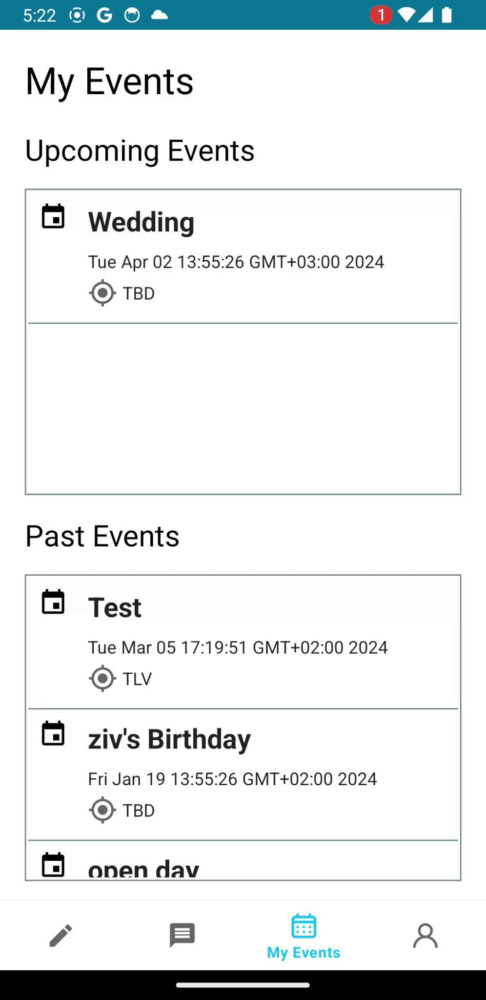 5:22
1
My Events
Upcoming Events
Wedding
Tue Apr 02 13:55:26 GMT+03:00 2024
TBD
Past Events
Test
Tue Mar 05 17:19:51 GMT+02:00 2024
TLV
ziv's Birthday
Fri Jan 19 13:55:26 GMT+02:00 2024
TBD
open day
My Events